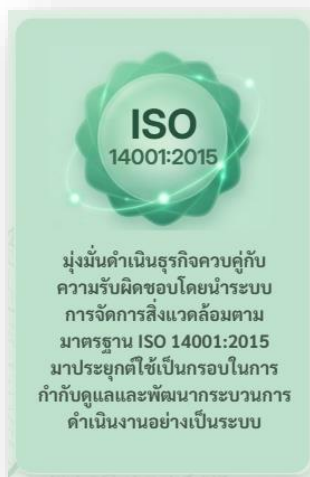 ISO
14001:2015
มุ่งมั่นดำเนินธุรกิจควบคู่กับ
ความรับผิดชอบโดยนำระบบ
การจัดการสิ่งแวดล้อมตาม
มาตรฐาน ISO 14001:2015
มาประยุกต์ใช้เป็นกรอบในการ
กำกับดูแลและพัฒนากระบวนการ
ดำเนินงานอย่างเป็นระบบ